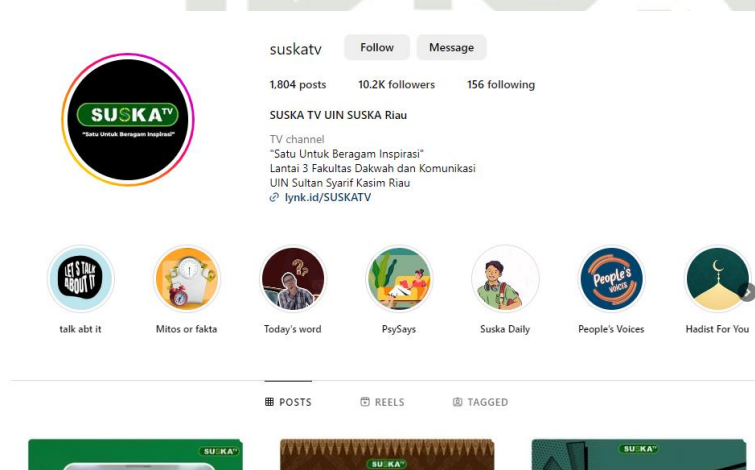 suskatv Follow Message
1,804 posts 10.2K followers 156 following
SUSKA TV UIN SUSKA Riau
TV channel
"Satu Untuk Beragam Inspirasi"
Lantai 3 Fakultas Dakwah dan Komunikasi
UIN Sultan Syarif Kasim Riau
lynk.id/SUSKATV
SUSKA TV
"Satu Untuk Beragam Inspirasi"
LET'S TALK
ABOUT IT
People's
VOICES
talk abt it Mitos or fakta Today's word PsySays Suska Daily People's Voices Hadist For You
POSTS REELS TAGGED
SUSKA TV SUSKA TV SUSKA TV